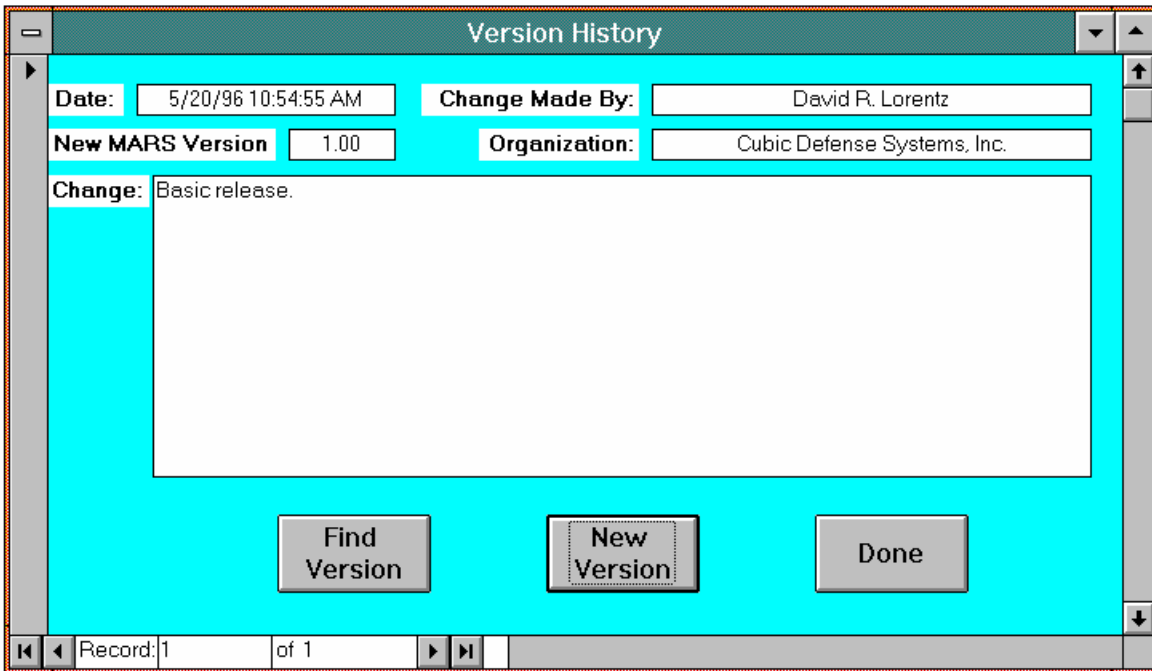 Version History
Date: 5/20/96 10:54:55 AM Change Made By: David R. Lorentz
New MARS Version 1.00 Organization: Cubic Defense Systems, Inc.
Change: Basic release.
Find
Version
New
Version
Done
Record: 1 of 1